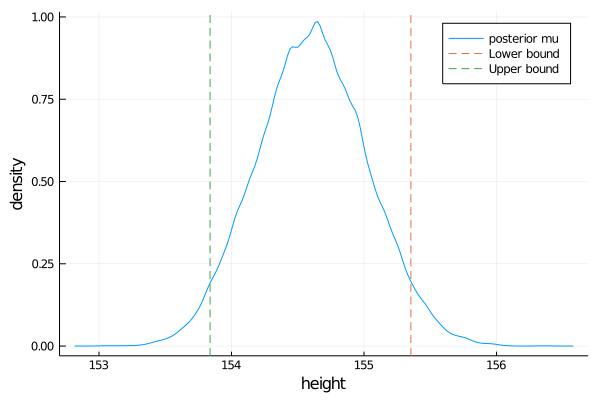 1.00
0.75
0.50
0.25
0.00
density
153
154
155
156
height
posterior mu
Lower bound
Upper bound